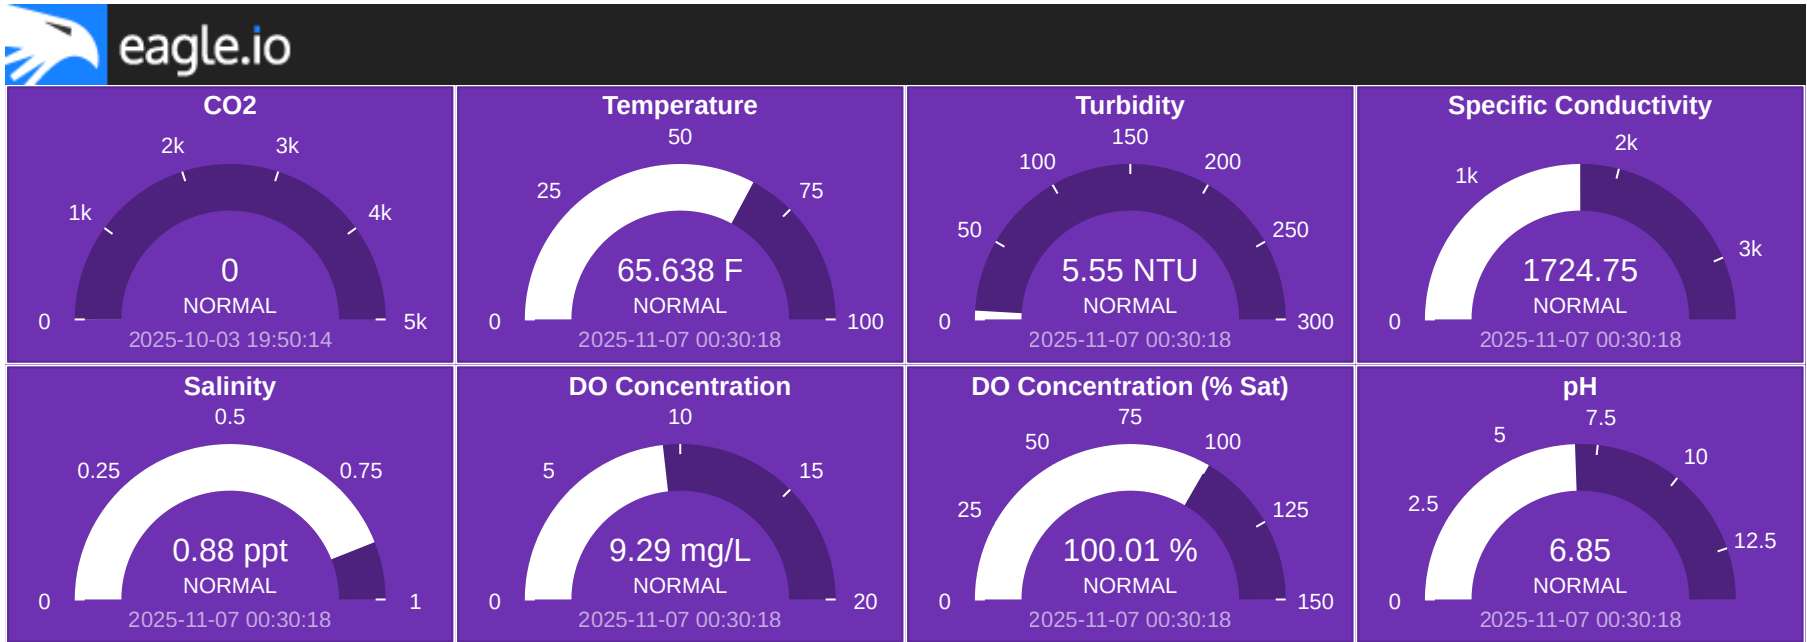 eagle.io
CO2
2k
3k
1k
4k
0
NORMAL
0
5k
2025-10-03 19:50:14
Temperature
50
25
75
65.638 F
NORMAL
0
100
2025-11-07 00:30:18
Turbidity
150
100
200
50
250
5.55 NTU
NORMAL
0
300
2025-11-07 00:30:18
Specific Conductivity
2k
1k
3k
1724.75
NORMAL
0
2025-11-07 00:30:18
Salinity
0.5
0.25
0.75
0.88 ppt
NORMAL
0
1
2025-11-07 00:30:18
DO Concentration
10
5
15
9.29 mg/L
NORMAL
0
20
2025-11-07 00:30:18
DO Concentration (% Sat)
75
50
100
25
125
100.01 %
NORMAL
0
150
2025-11-07 00:30:18
pH
7.5
5
10
2.5
12.5
6.85
NORMAL
0
2025-11-07 00:30:18